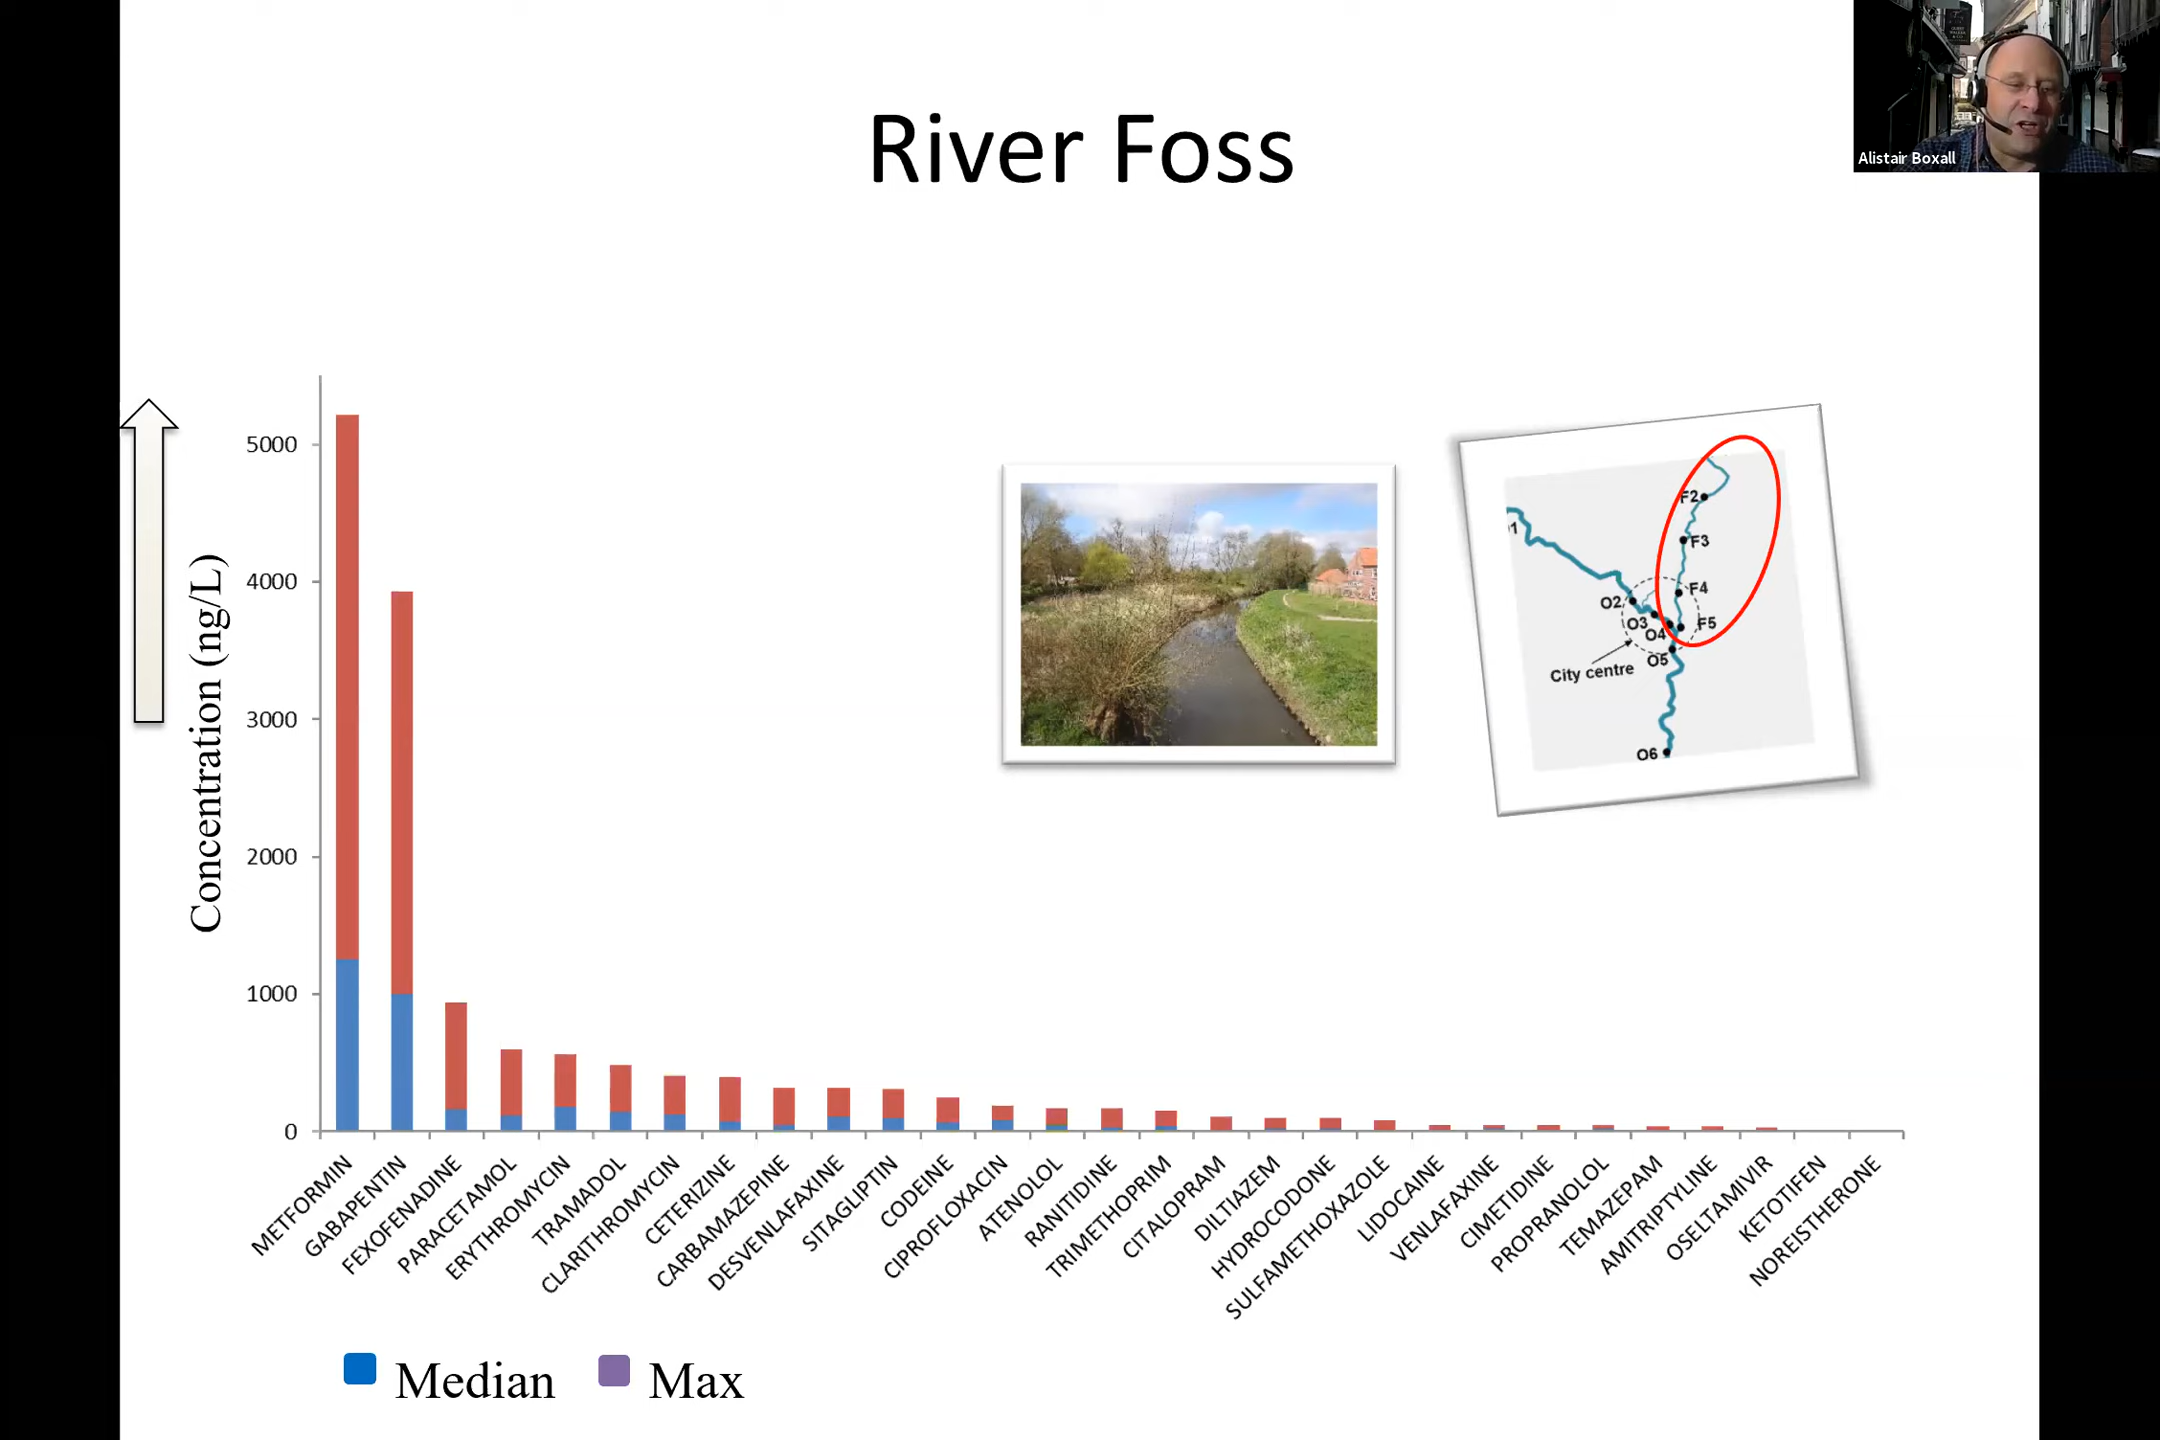 River Foss
Alistair Boxall
Concentration (ng/L)
5000
4000
3000
2000
1000
0
METFORMIN
GABAPENTIN
FEXOFENADINE
PARACETAMOL
ERYTHROMYCIN
TRAMADOL
CLARITHROMYCIN
CETERIZINE
CARBAMAZEPINE
DESVENLAFAXINE
SITAGLIPTIN
CODEINE
CIPROFLOXACIN
ATENOLOL
RANITIDINE
TRIMETHOPRIM
CITALOPRAM
DILTIAZEM
HYDROCODONE
SULFAMETHOXAZOLE
LIDOCAINE
VENLAFAXINE
CIMETIDINE
PROPRANOLOL
TEMAZEPAM
AMITRIPTYLINE
OSELTAMIVIR
KETOTIFEN
NOREISTHERONE
Median
Max
F2
F3
F4
F5
1
O2
O3
O4
O5
City centre
O6